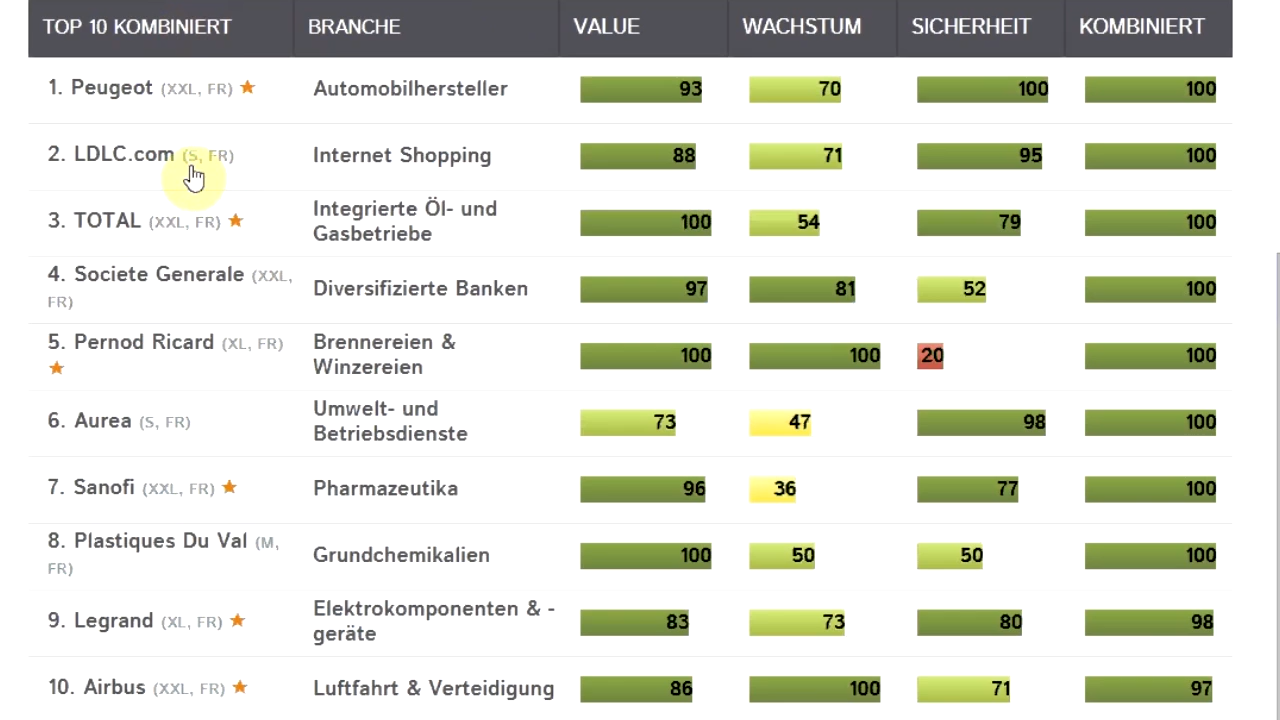 TOP 10 KOMBINIERT BRANCHE VALUE WACHSTUM SICHERHEIT KOMBINIERT
1. Peugeot (XXL, FR) Automobilhersteller 93 70 100 100
2. LDLC.com (S, FR) Internet Shopping 88 71 95 100
3. TOTAL (XXL, FR) Integrierte Öl- und
Gasbetriebe 100 54 79 100
4. Societe Generale (XXL,
FR) Diversifizierte Banken 97 81 52 100
5. Pernod Ricard (XL, FR) Brennereien &
Winzereien 100 100 20 100
6. Aurea (S, FR) Umwelt- und
Betriebsdienste 73 47 98 100
7. Sanofi (XXL, FR) Pharmazeutika 96 36 77 100
8. Plastiques Du Val (M,
FR) Grundchemikalien 100 50 50 100
9. Legrand (XL, FR) Elektrokomponenten & -
geräte 83 73 80 98
10. Airbus (XXL, FR) Luftfahrt & Verteidigung 86 100 71 97